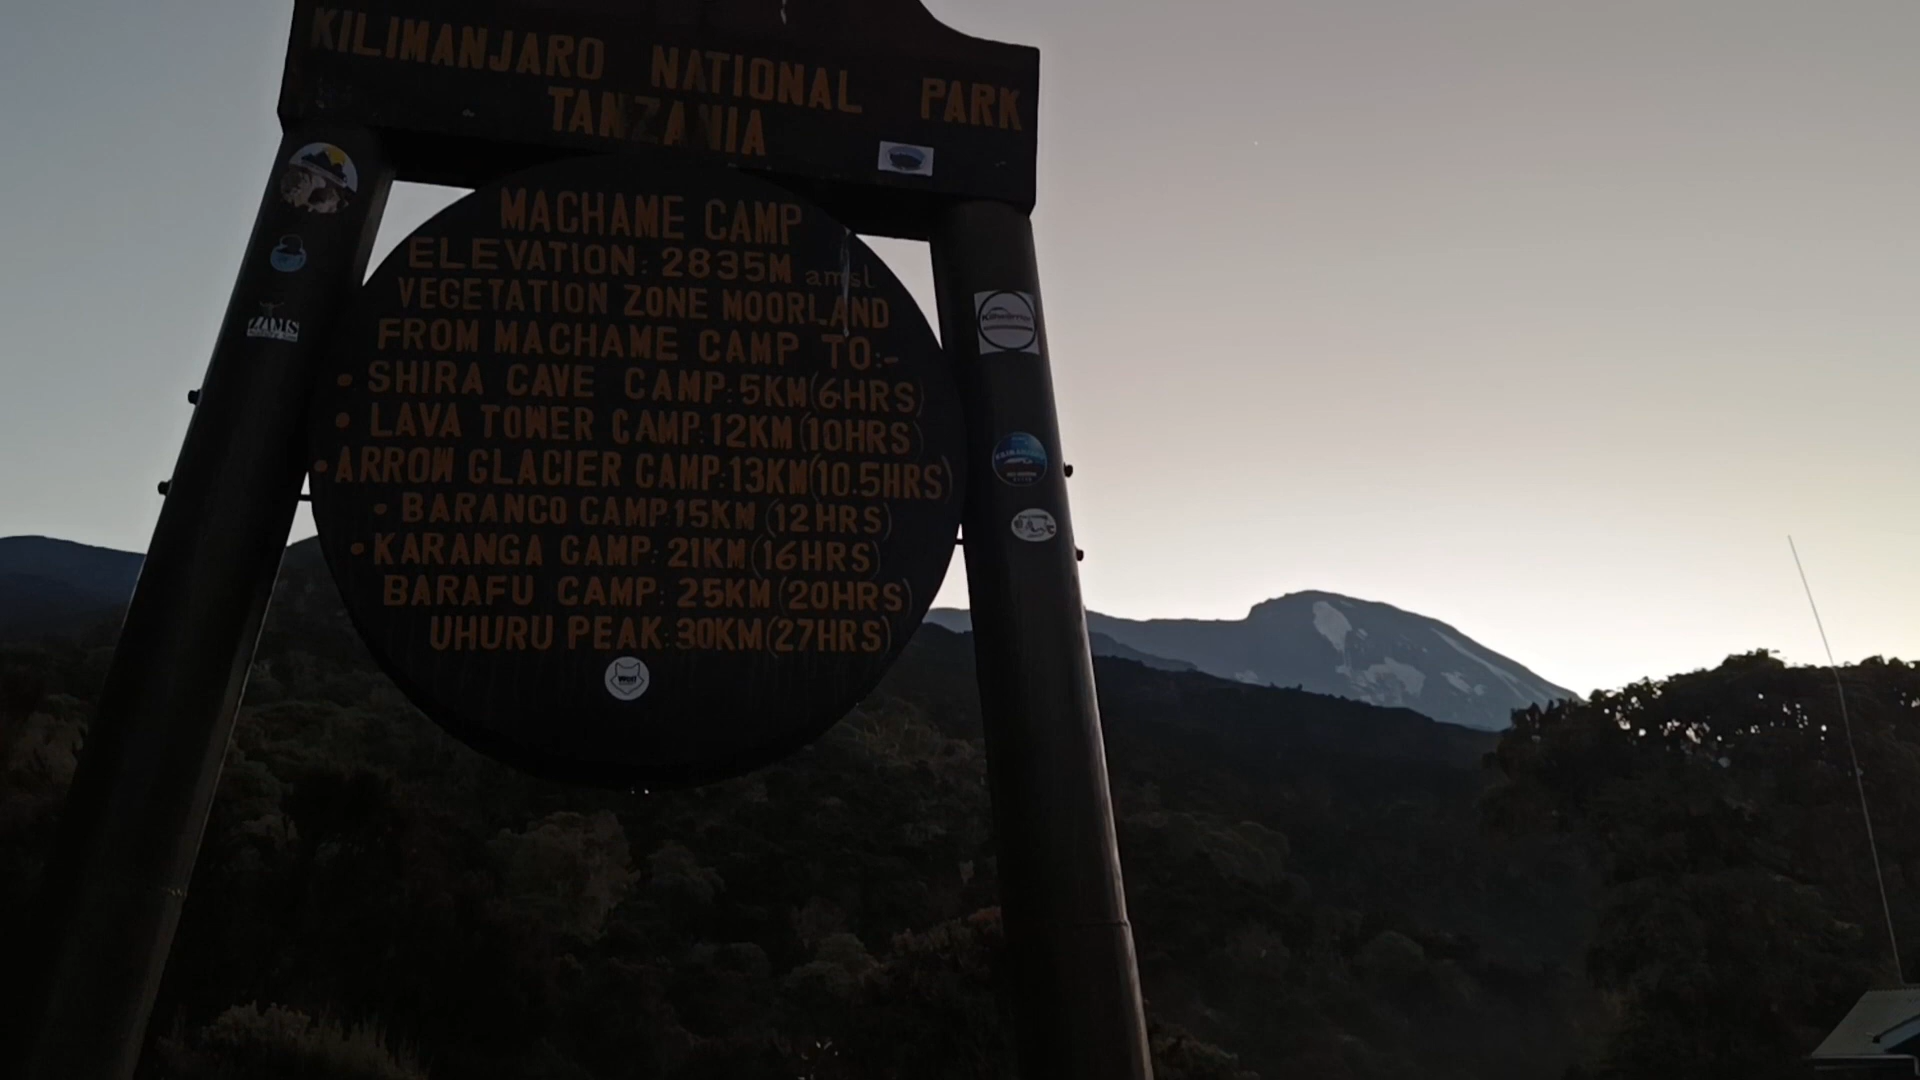 KILIMANJARO NATIONAL PARK
TANZANIA
MACHAME CAMP
ELEVATION: 2835M amsl
VEGETATION ZONE MOORLAND
FROM MACHAME CAMP TO:-
• SHIRA CAVE CAMP: 5KM (6HRS)
• LAVA TOWER CAMP: 12KM (10HRS)
• ARROW GLACIER CAMP: 13KM (10.5HRS)
• BARANCO CAMP 15KM (12HRS)
• KARANGA CAMP: 21KM (16HRS)
BARAFU CAMP: 25KM (20HRS)
UHURU PEAK: 30KM (27HRS)